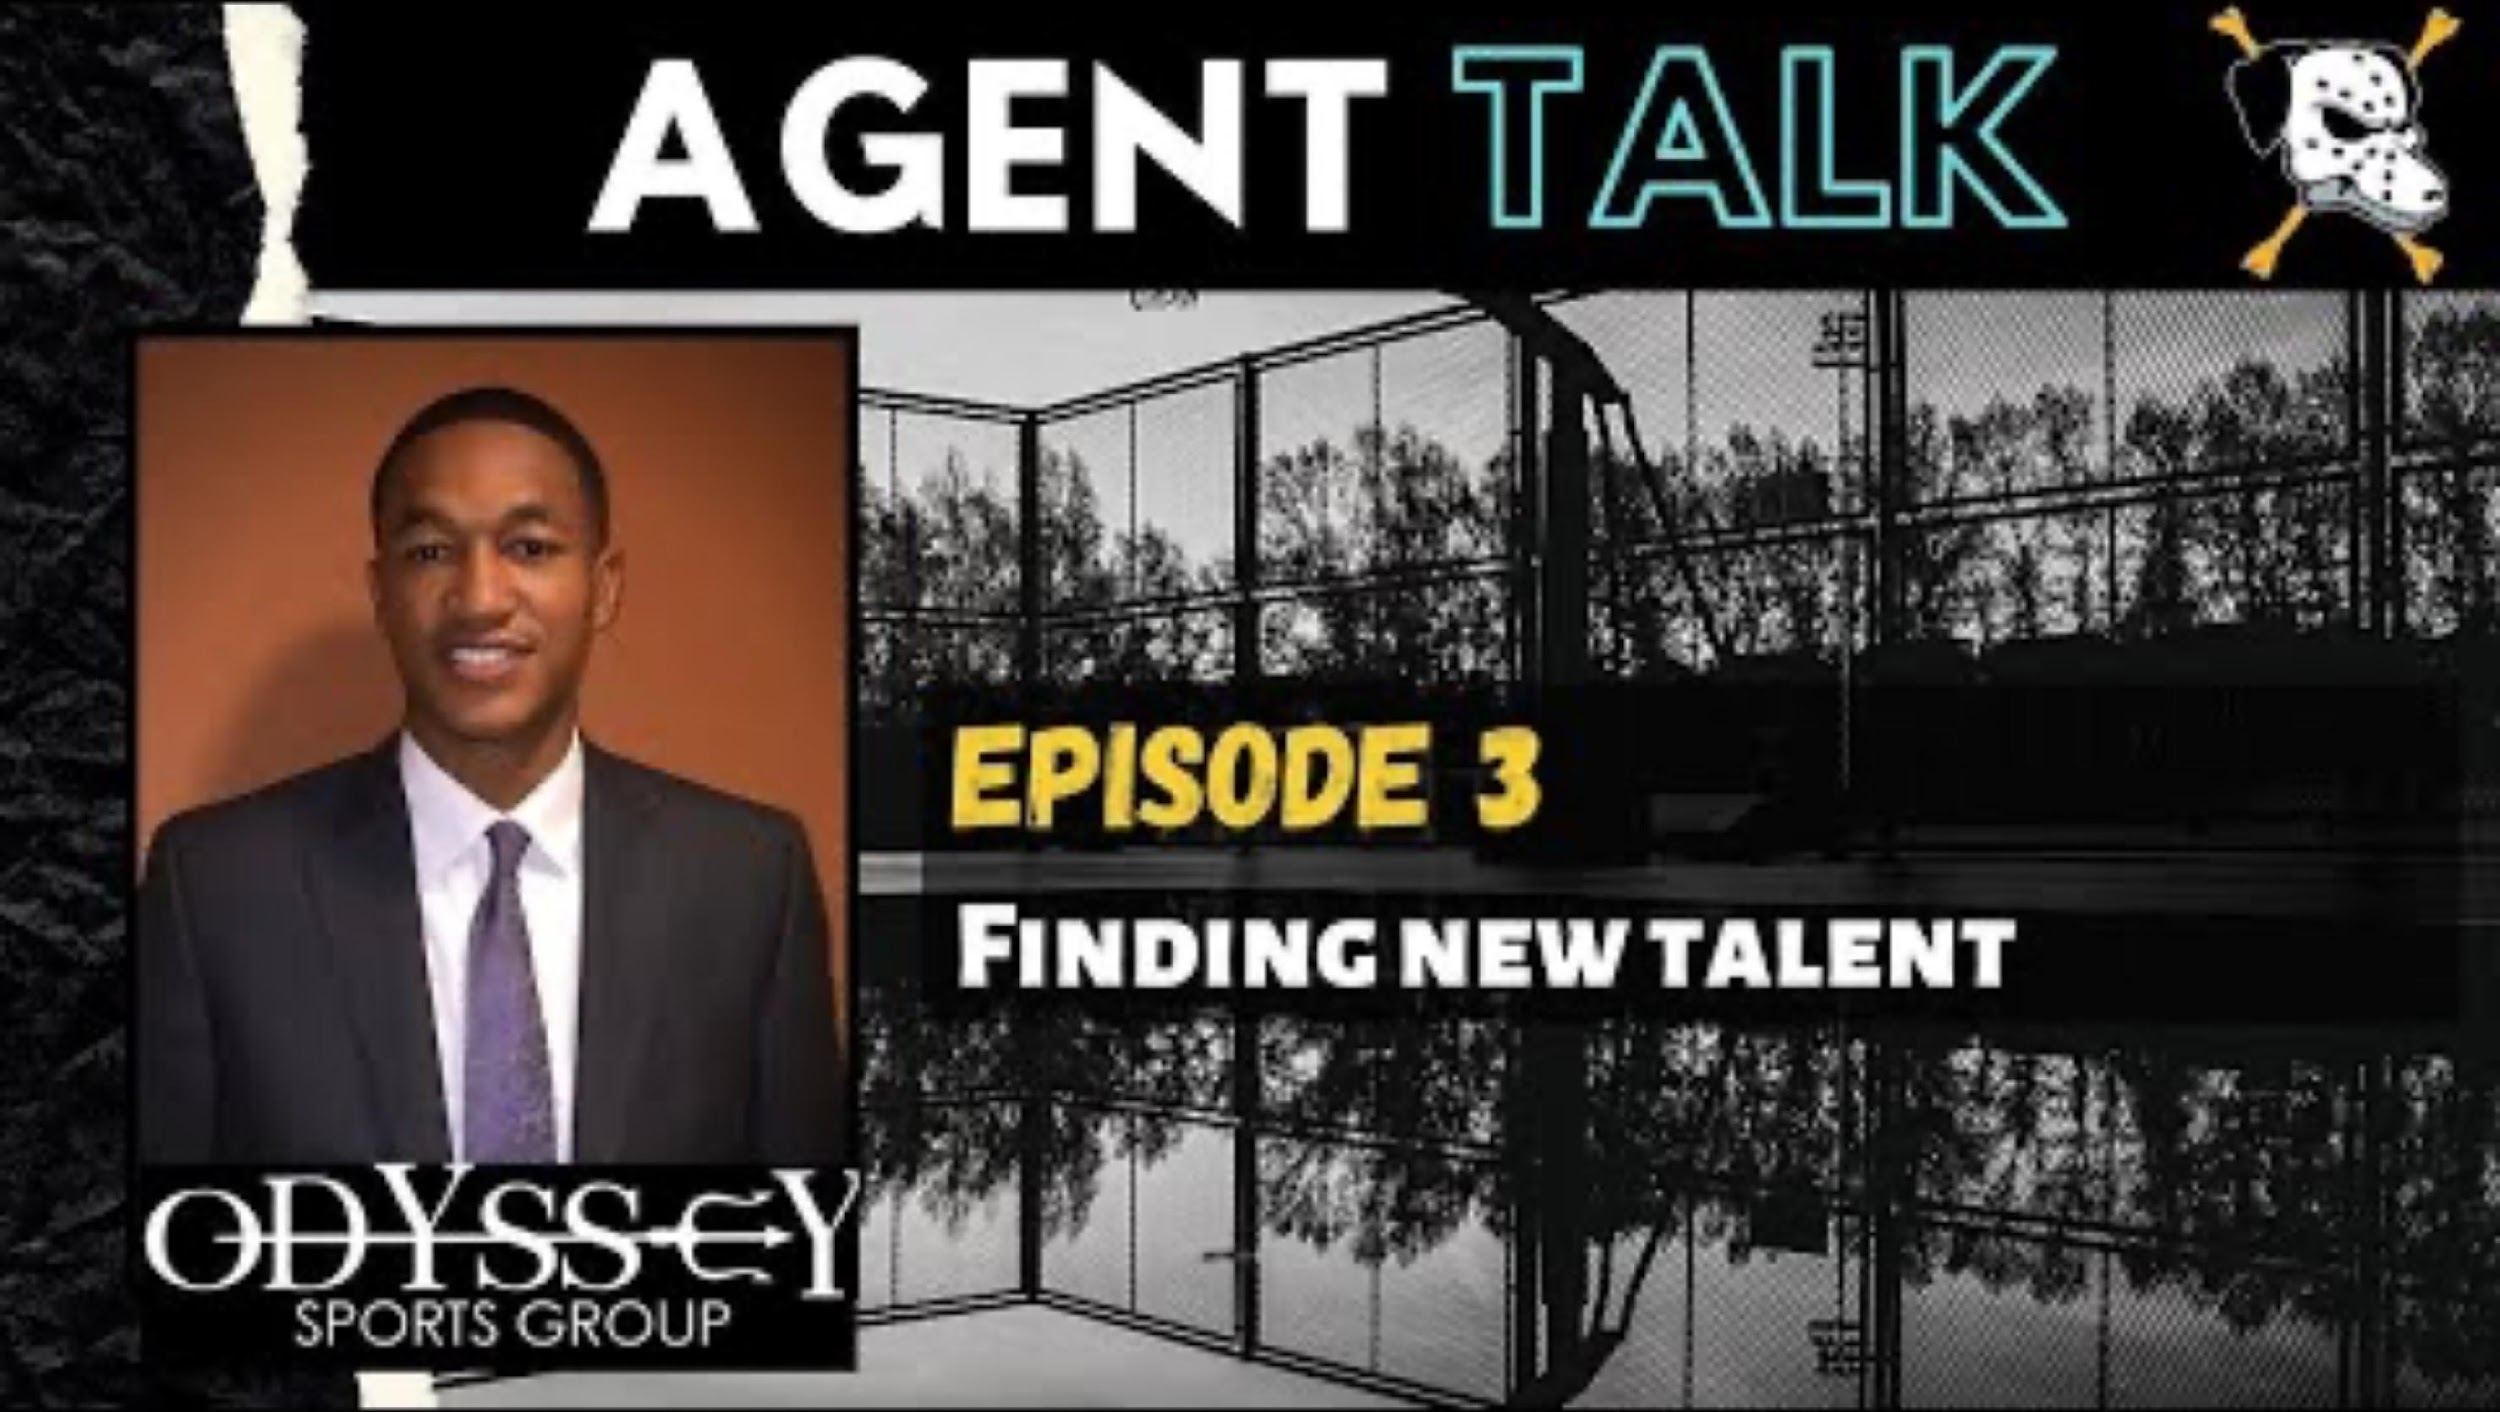 AGENT TALK
EPISODE 3
FINDING NEW TALENT
ODYSSEY
SPORTS GROUP